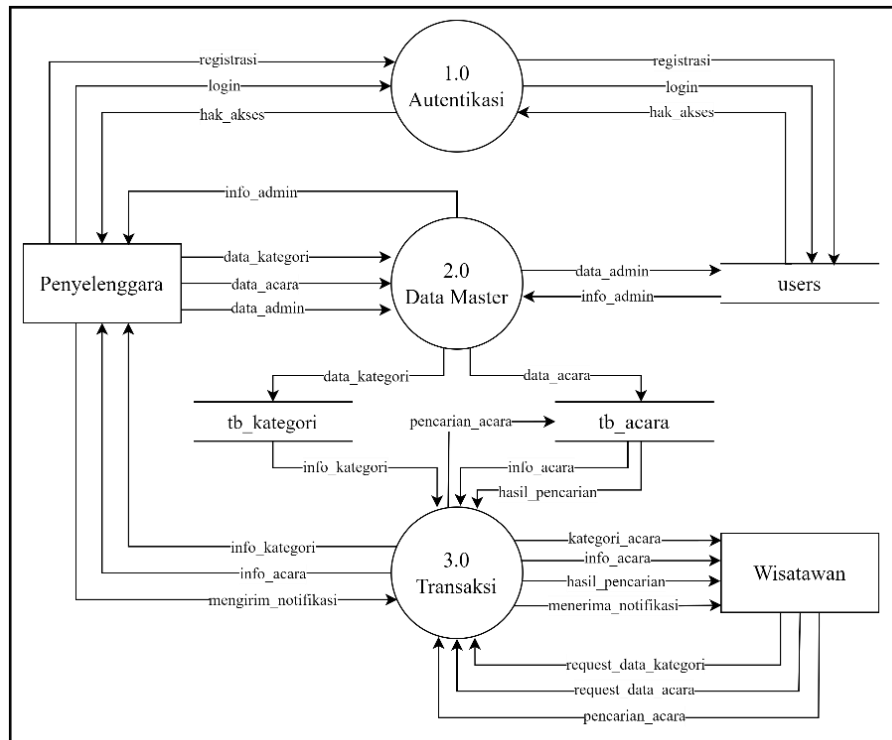 registrasi
login
hak_akses
1.0
Autentikasi
registrasi
login
hak_akses
info_admin
Penyelenggara
data_kategori
data_acara
data_admin
2.0
Data Master
data_admin
info_admin
users
data_kategori
data_acara
tb_kategori
pencarian_acara
tb_acara
info_kategori
info_acara
hasil_pencarian
info_kategori
info_acara
mengirim_notifikasi
3.0
Transaksi
kategori_acara
info_acara
hasil_pencarian
menerima_notifikasi
Wisatawan
request_data_kategori
request data_acara
pencarian_acara